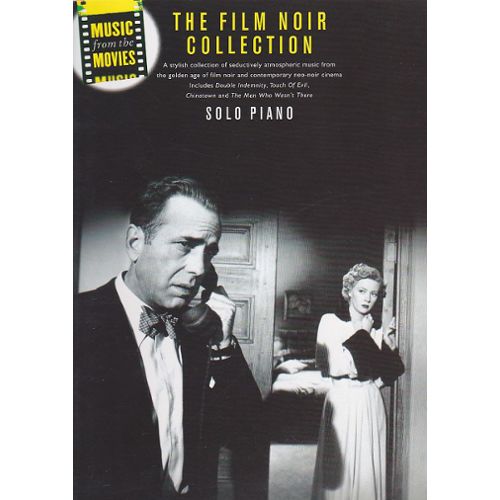 MUSIC
from the
MOVIES
MUSIC
THE FILM NOIR
COLLECTION
A stylish collection of seductively atmospheric music from
the golden age of film noir and contemporary neo-noir cinema
Includes Double Indemnity, Touch Of Evil,
Chinatown and The Man Who Wasn't There
SOLO PIANO